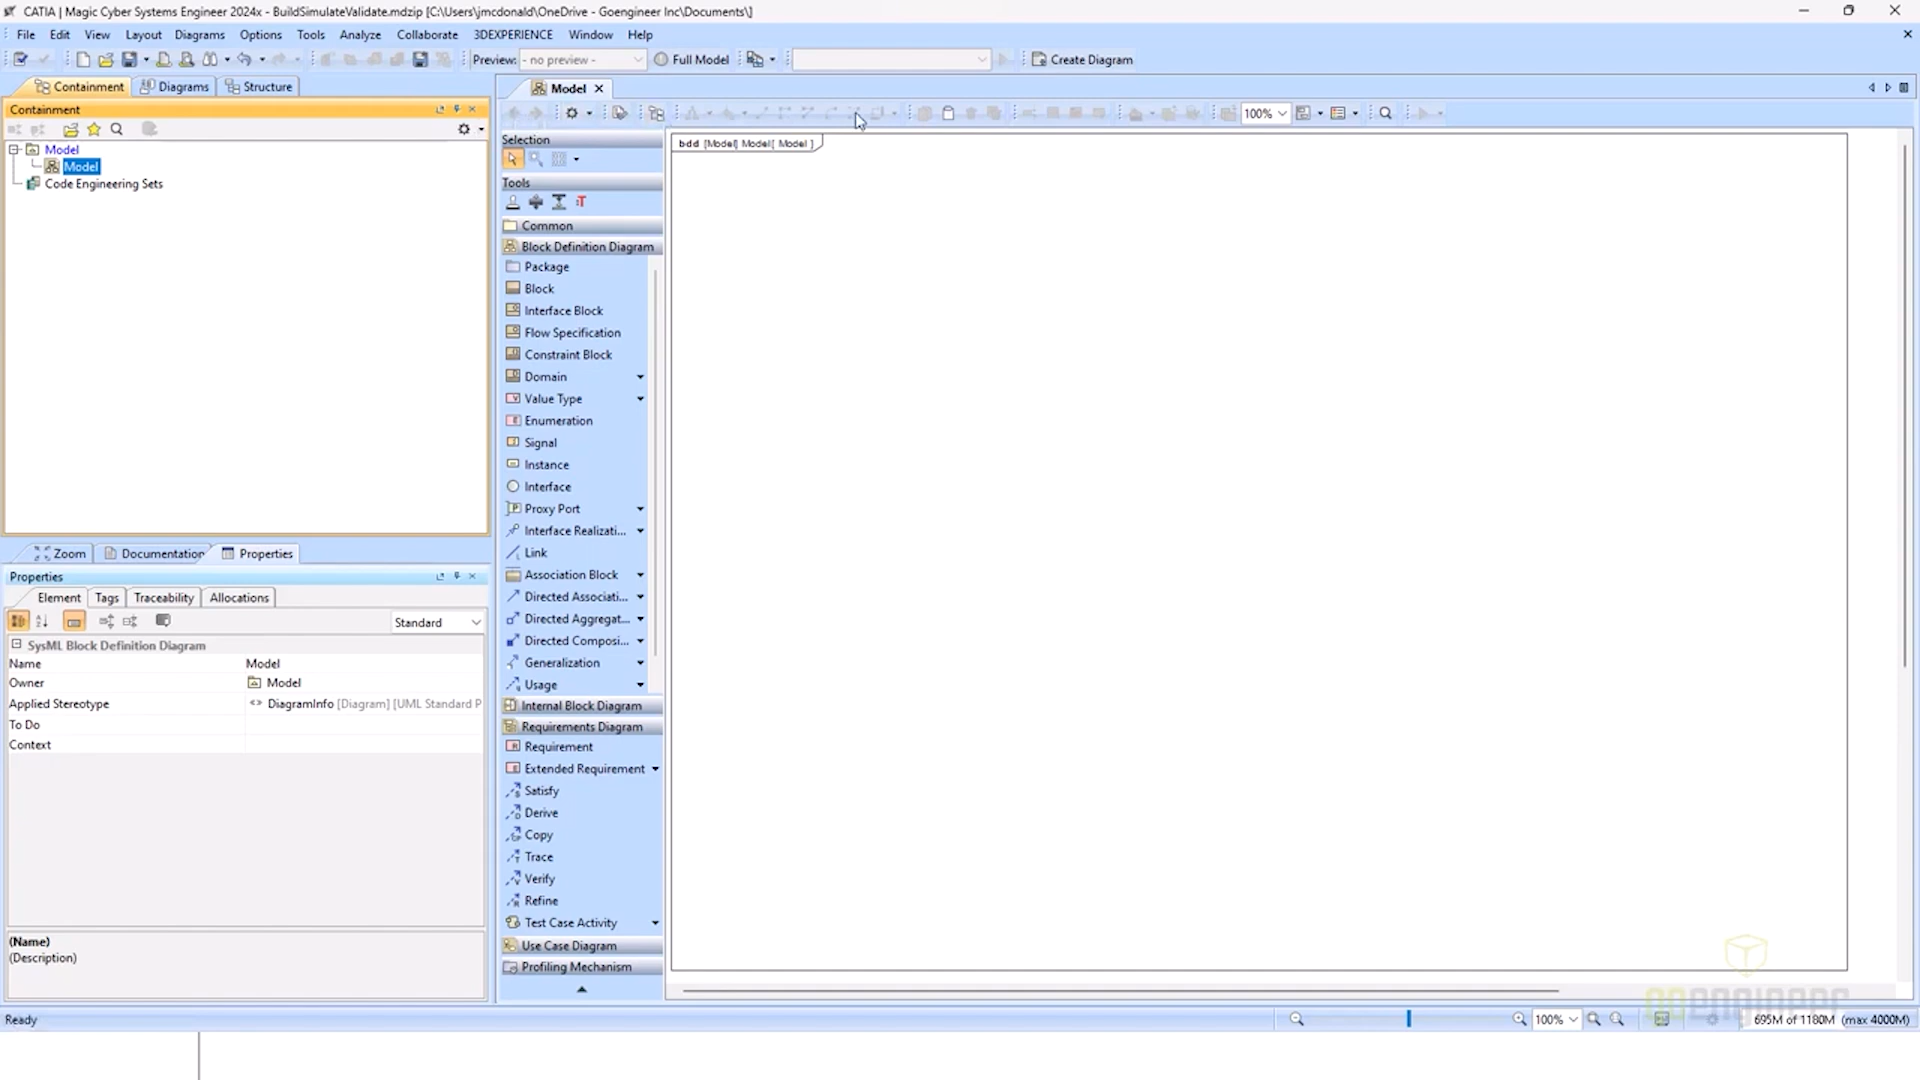 CATIA | Magic Cyber Systems Engineer 2024x - BuildSimulateValidate.mdzip [C:\Users\jmcdonald\OneDrive - Goengineer Inc\Documents\]
File Edit View Layout Diagrams Options Tools Analyze Collaborate 3DEXPERIENCE Window Help
Preview: - no preview - Full Model Create Diagram
Containment Diagrams Structure
Model
Containment
100%
Model
Model
Code Engineering Sets
Selection
Tools
Common
Block Definition Diagram
Package
Block
Interface Block
Flow Specification
Constraint Block
Domain
Value Type
Enumeration
Signal
Instance
Interface
Proxy Port
Interface Realizati...
Link
Association Block
Directed Associati...
Directed Aggregat...
Directed Composi...
Generalization
Usage
Internal Block Diagram
Requirements Diagram
Requirement
Extended Requirement
Satisfy
Derive
Copy
Trace
Verify
Refine
Test Case Activity
Use Case Diagram
Profiling Mechanism
bdd [Model] Model[ Model ]
Zoom Documentation Properties
Properties
Element Tags Traceability Allocations
Standard
SysML Block Definition Diagram
Name Model
Owner Model
Applied Stereotype DiagramInfo [Diagram] [UML Standard P
To Do
Context
(Name)
(Description)
GOENGINEER
Ready
100%
695M of 1180M (max 4000M)